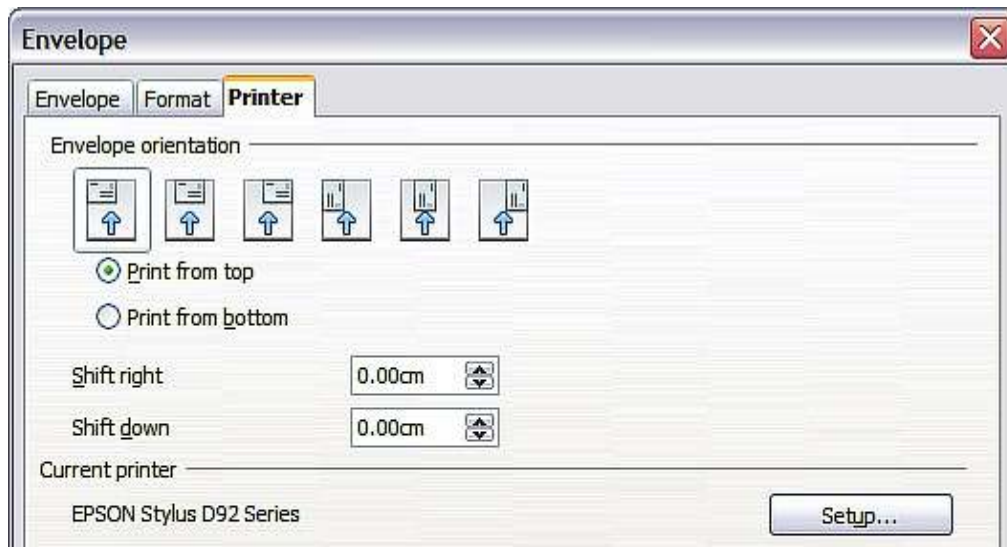 Envelope
Envelope Format Printer
Envelope orientation
Print from top
Print from bottom
Shift right 0.00cm
Shift down 0.00cm
Current printer
EPSON Stylus D92 Series Setup...